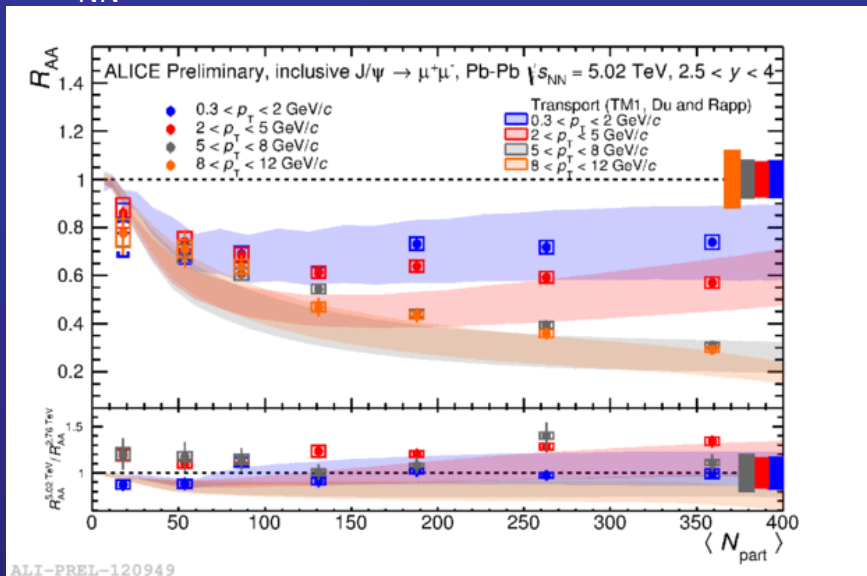 NN
ALICE Preliminary, inclusive J/ψ → μ⁺μ⁻, Pb-Pb √sNN = 5.02 TeV, 2.5 < y < 4
0.3 < pT < 2 GeV/c
2 < pT < 5 GeV/c
5 < pT < 8 GeV/c
8 < pT < 12 GeV/c
Transport (TM1, Du and Rapp)
0.3 < pT < 2 GeV/c
2 < pT < 5 GeV/c
5 < pT < 8 GeV/c
8 < pT < 12 GeV/c
RAA
1.4
1.2
1
0.8
0.6
0.4
0.2
RAA 5.02 TeV / RAA 2.76 TeV
1.5
1
0 50 100 150 200 250 300 350 400
⟨ Npart ⟩
ALI-PREL-120949